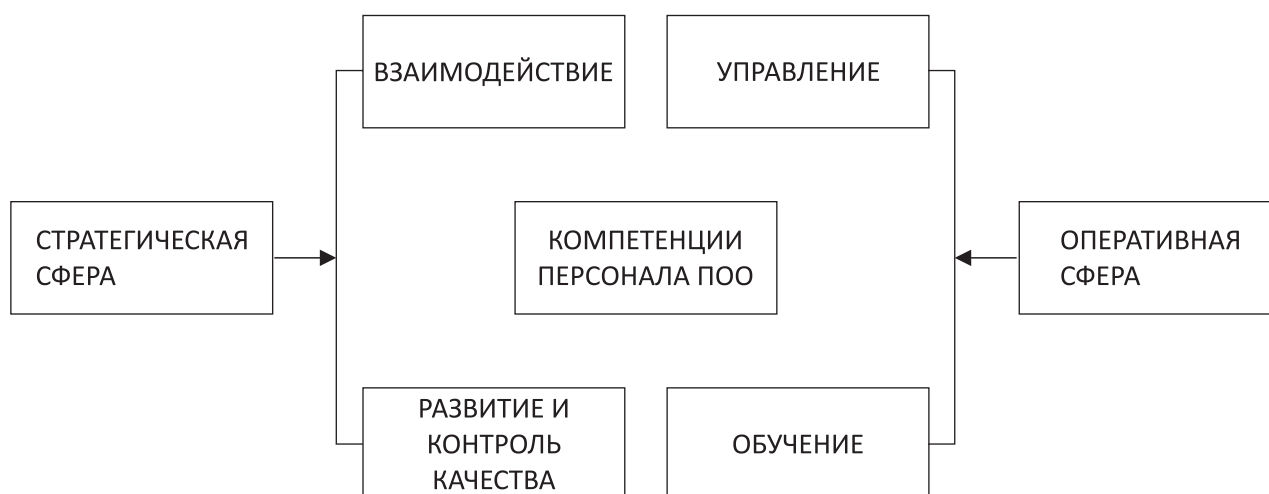 ВЗАИМОДЕЙСТВИЕ
УПРАВЛЕНИЕ
СТРАТЕГИЧЕСКАЯ
СФЕРА
КОМПЕТЕНЦИИ
ПЕРСОНАЛА ПОО
ОПЕРАТИВНАЯ
СФЕРА
РАЗВИТИЕ И
КОНТРОЛЬ
КАЧЕСТВА
ОБУЧЕНИЕ